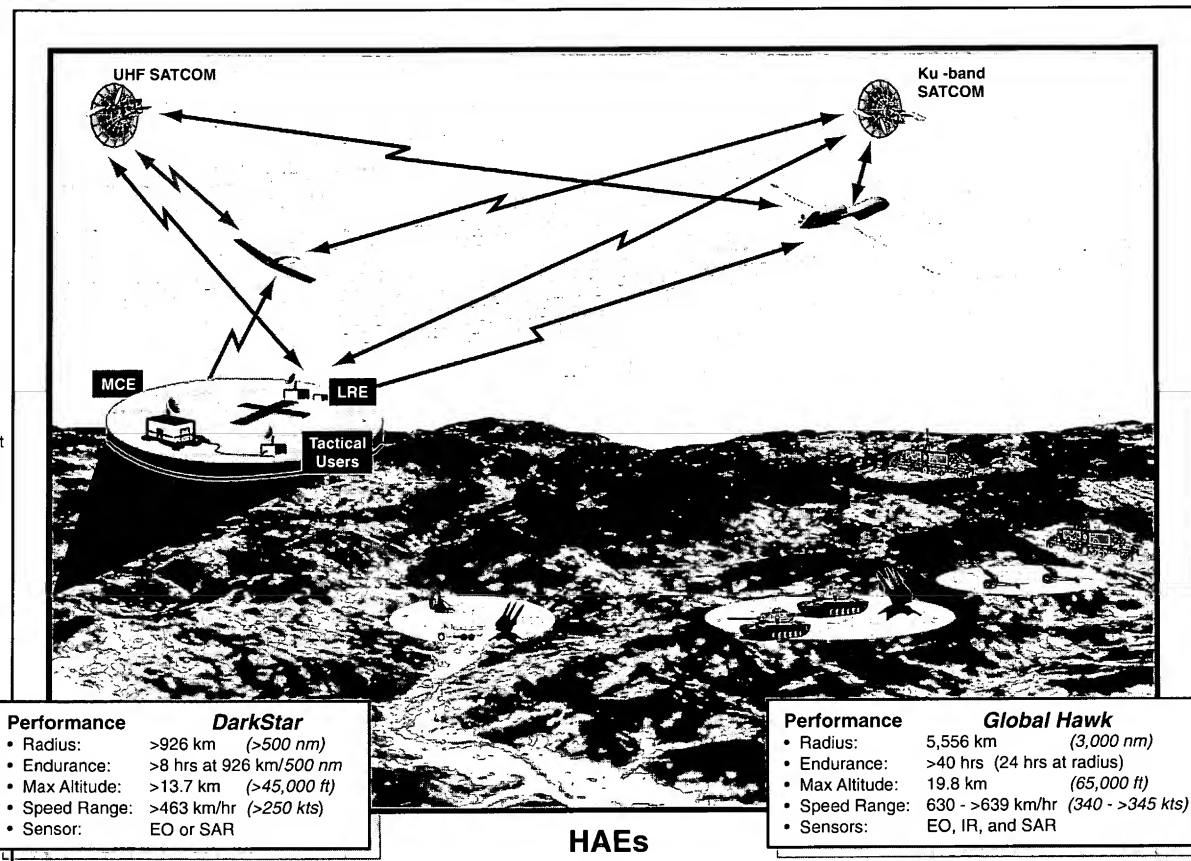 UHF SATCOM
Ku -band
SATCOM
MCE
LRE
Tactical
Users
t
Performance DarkStar
• Radius: >926 km (>500 nm)
• Endurance: >8 hrs at 926 km/500 nm
• Max Altitude: >13.7 km (>45,000 ft)
• Speed Range: >463 km/hr (>250 kts)
• Sensor: EO or SAR
Performance Global Hawk
• Radius: 5,556 km (3,000 nm)
• Endurance: >40 hrs (24 hrs at radius)
• Max Altitude: 19.8 km (65,000 ft)
• Speed Range: 630 - >639 km/hr (340 - >345 kts)
• Sensors: EO, IR, and SAR
HAEs